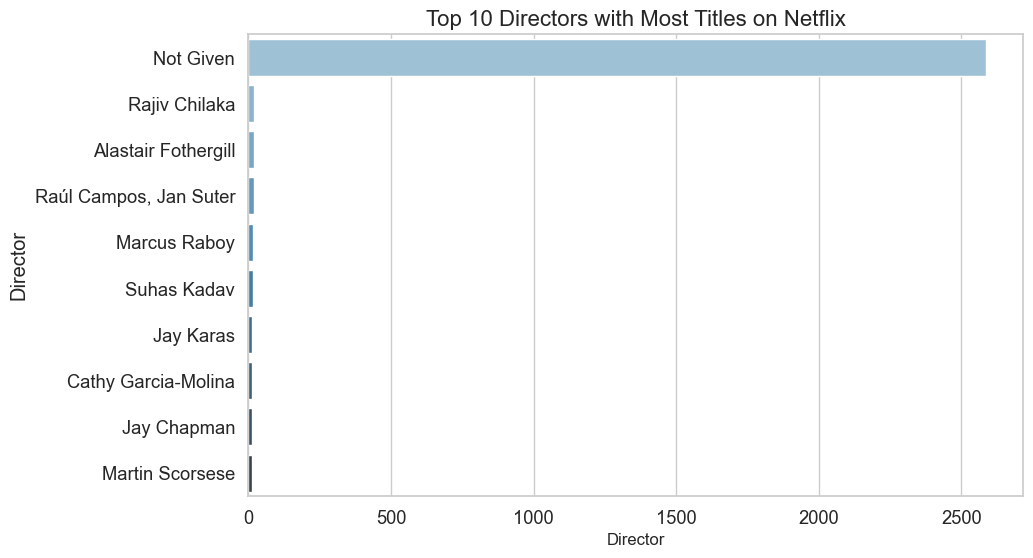 Top 10 Directors with Most Titles on Netflix
Director
Not Given
Rajiv Chilaka
Alastair Fothergill
Raúl Campos, Jan Suter
Marcus Raboy
Suhas Kadav
Jay Karas
Cathy Garcia-Molina
Jay Chapman
Martin Scorsese
0 500 1000 1500 2000 2500
Director